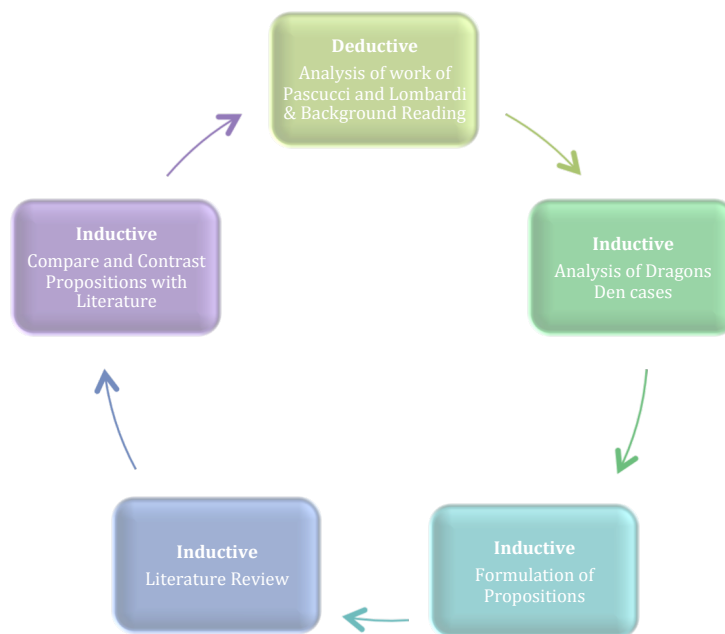 Deductive
Analysis of work of
Pascucci and Lombardi
& Background Reading
Inductive
Analysis of Dragons
Den cases
Inductive
Formulation of
Propositions
Inductive
Literature Review
Inductive
Compare and Contrast
Propositions with
Literature